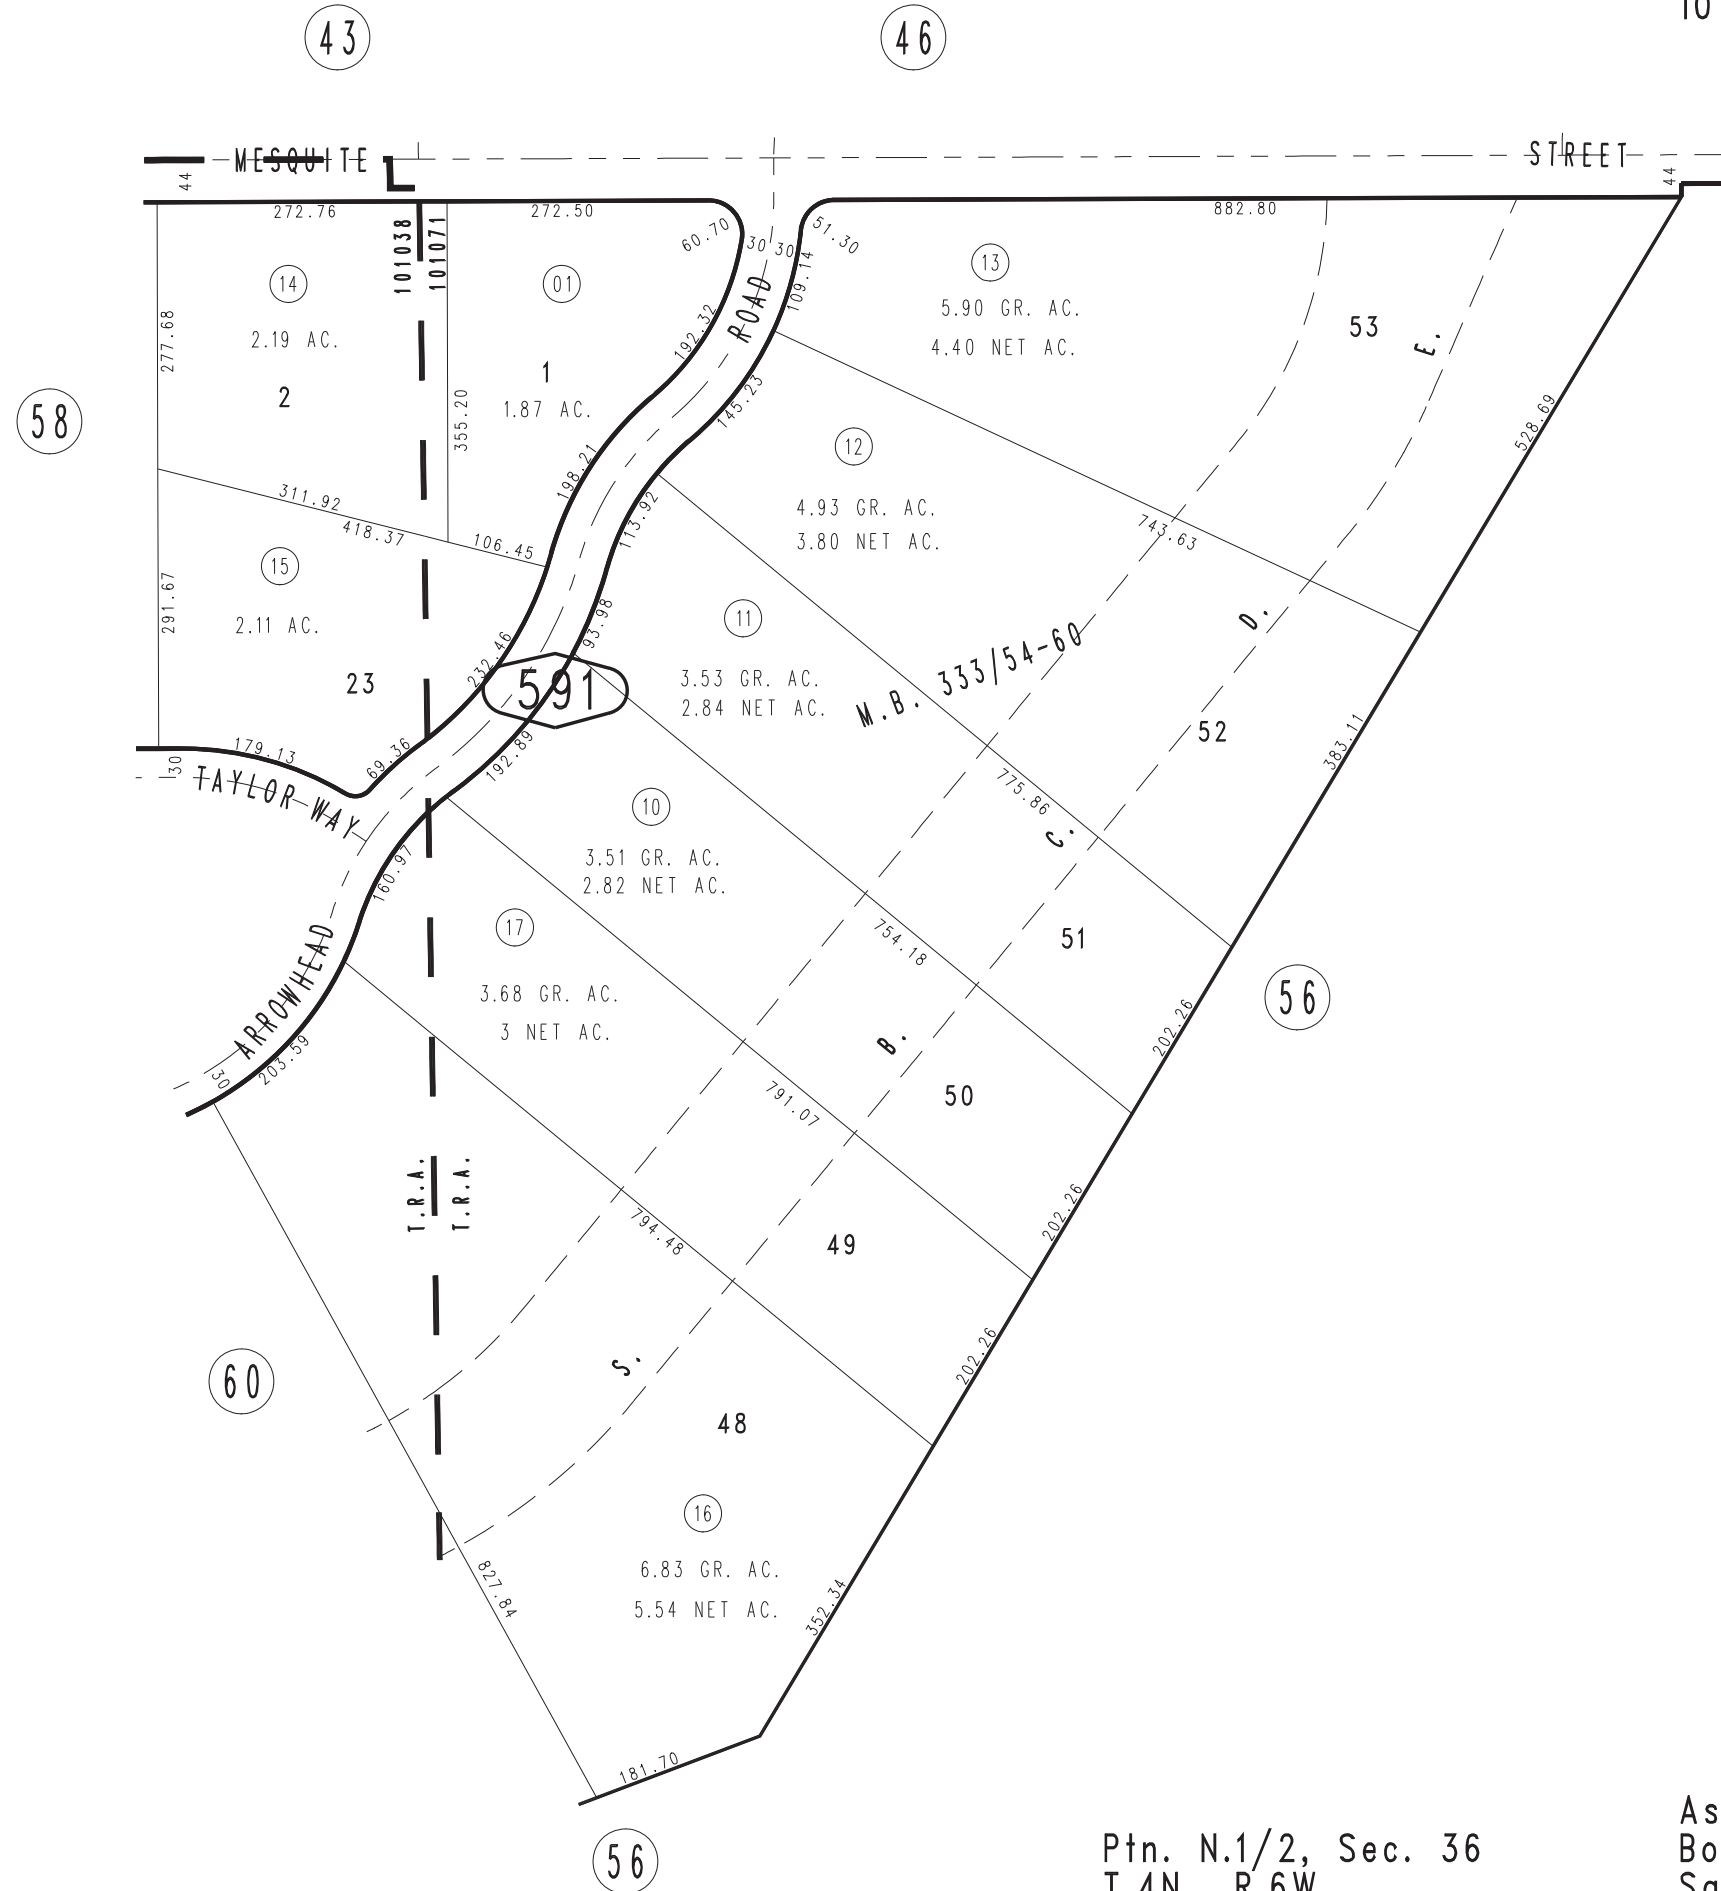 43
46
10
MESQUITE
STREET
44
44
272.76
272.50
882.80
101038
101071
60.70
30
30
51.30
109.14
ROAD
14
2.19 AC.
2
277.68
01
1
1.87 AC.
355.20
192.32
145.23
13
5.90 GR. AC.
4.40 NET AC.
53
E.
58
528.69
12
4.93 GR. AC.
3.80 NET AC.
198.21
113.92
311.92
418.37
106.45
743.63
15
2.11 AC.
291.67
23
232.46
93.98
591
11
3.53 GR. AC.
2.84 NET AC.
M.B. 333/54-60
D.
52
383.11
179.13
69.36
192.89
30
TAYLOR WAY
775.86
C.
10
3.51 GR. AC.
2.82 NET AC.
160.97
17
3.68 GR. AC.
3 NET AC.
754.18
51
56
202.26
ARROWHEAD
203.59
30
B.
791.07
50
T.R.A.
T.R.A.
202.26
794.48
49
60
S.
202.26
48
16
6.83 GR. AC.
5.54 NET AC.
827.84
352.34
181.70
56
Ptn. N.1/2, Sec. 36
T.4N., R.6W.
As
Bo
Sa